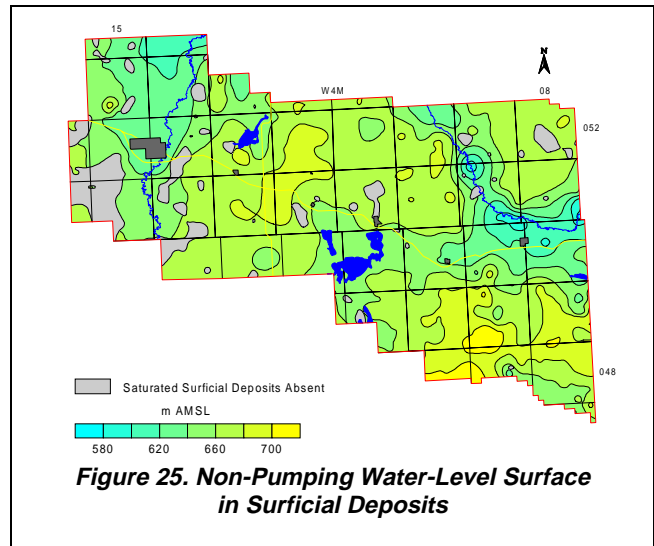 15
N
W4M
08
052
048
Saturated Surficial Deposits Absent
m AMSL
580 620 660 700
Figure 25. Non-Pumping Water-Level Surface
in Surficial Deposits